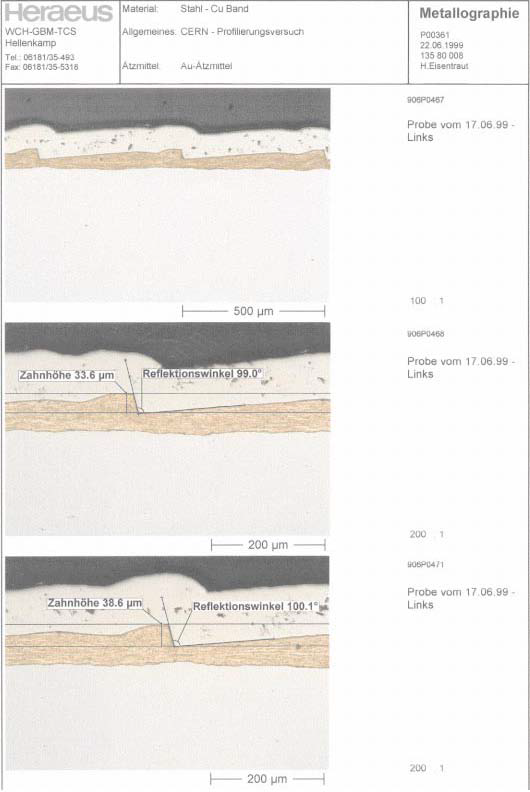 Heraeus
WCH-GBM-TCS
Hellenkamp
Tel.: 06181/35-493
Fax: 06181/35-5318
Material: Stahl - Cu Band
Allgemeines. CERN - Profilierungsversuch
Ätzmittel: Au-Ätzmittel
Metallographie
P00361
22.06.1999
135 80 008
H.Eisentraut
906P0467
Probe vom 17.06.99 -
Links
100 1
500 µm
906P0468
Probe vom 17.06.99 -
Links
Zahnhöhe 33.6 µm
Reflektionswinkel 99.0°
200 1
200 µm
906P0471
Probe vom 17.06.99 -
Links
Zahnhöhe 38.6 µm
Reflektionswinkel 100.1°
200 1
200 µm